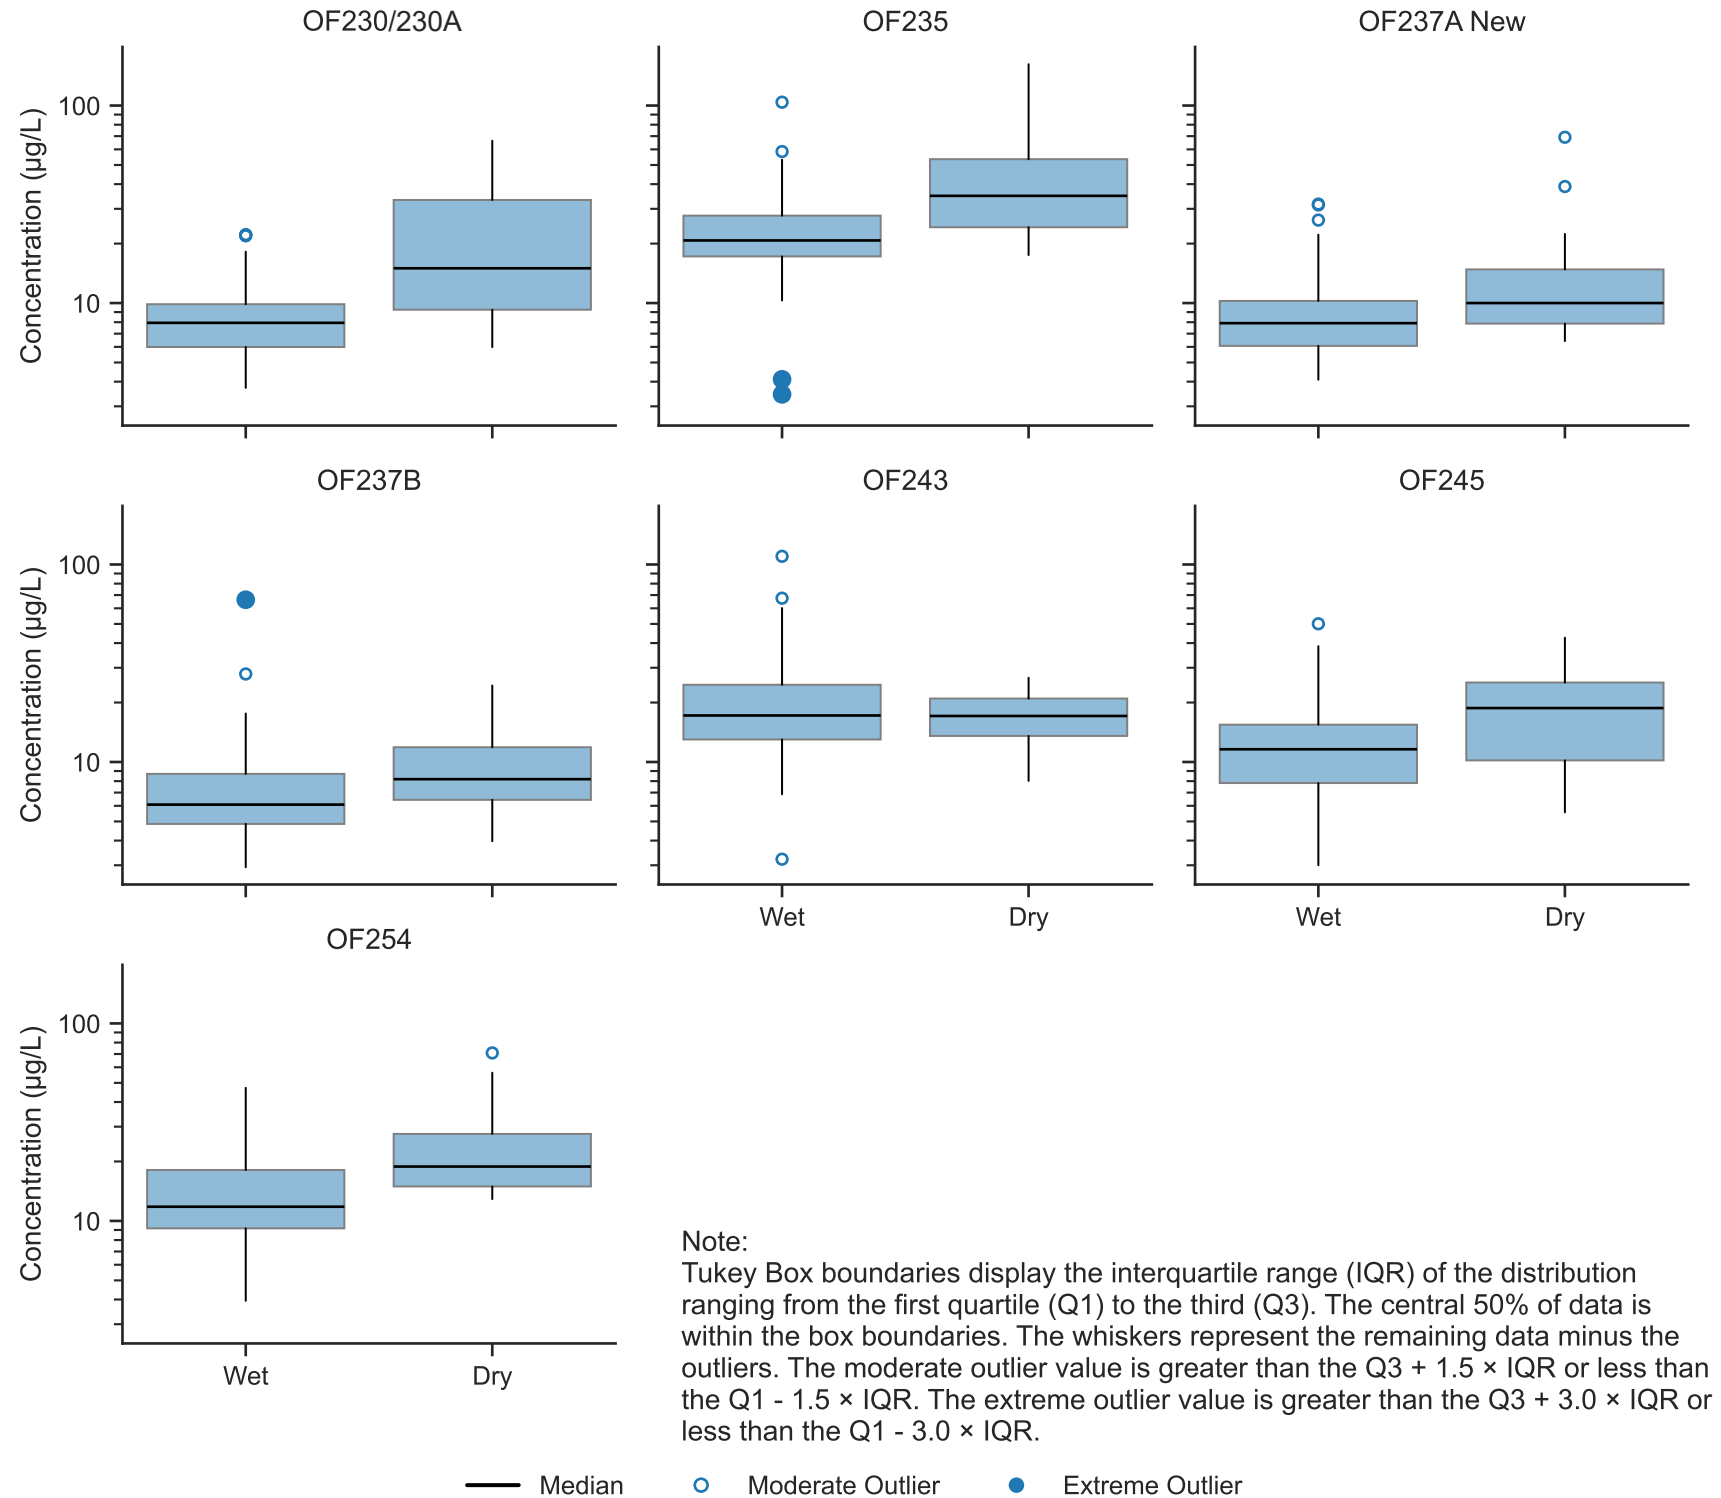 OF230/230A
OF235
OF237A New
Concentration (µg/L)
100
10
OF237B
OF243
OF245
Concentration (µg/L)
100
10
Wet
Dry
Wet
Dry
OF254
Concentration (µg/L)
100
10
Wet
Dry
Note:
Tukey Box boundaries display the interquartile range (IQR) of the distribution
ranging from the first quartile (Q1) to the third (Q3). The central 50% of data is
within the box boundaries. The whiskers represent the remaining data minus the
outliers. The moderate outlier value is greater than the Q3 + 1.5 × IQR or less than
the Q1 - 1.5 × IQR. The extreme outlier value is greater than the Q3 + 3.0 × IQR or
less than the Q1 - 3.0 × IQR.
Median
Moderate Outlier
Extreme Outlier